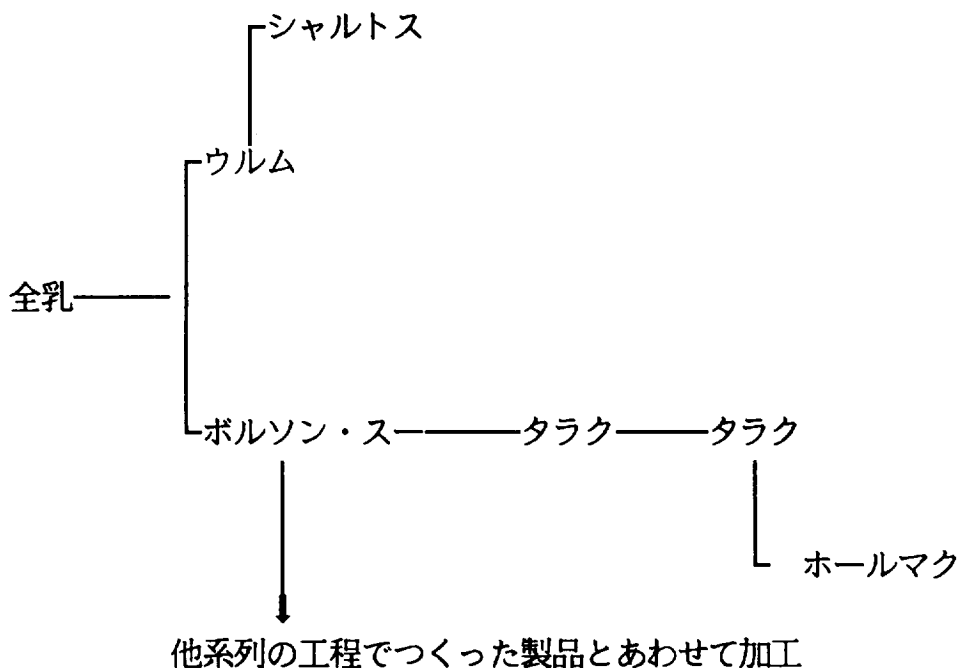 シャルトス
ウルム
全乳
ボルソン・スー
タラク
タラク
ホールマク
他系列の工程でつくった製品とあわせて加工